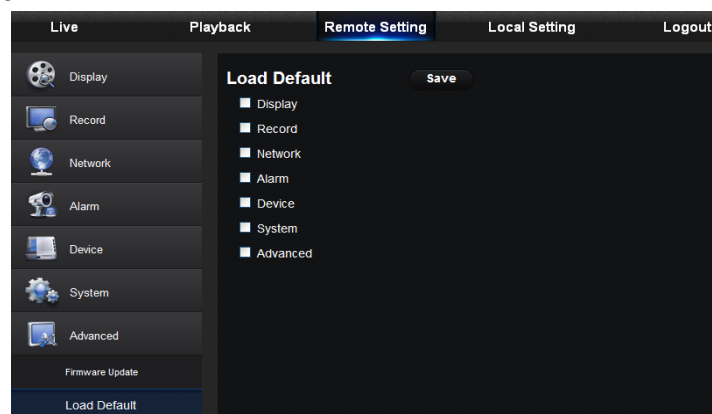 Live Playback Remote Setting Local Setting Logout
Display
Record
Network
Alarm
Device
System
Advanced
Firmware Update
Load Default
Load Default Save
Display
Record
Network
Alarm
Device
System
Advanced